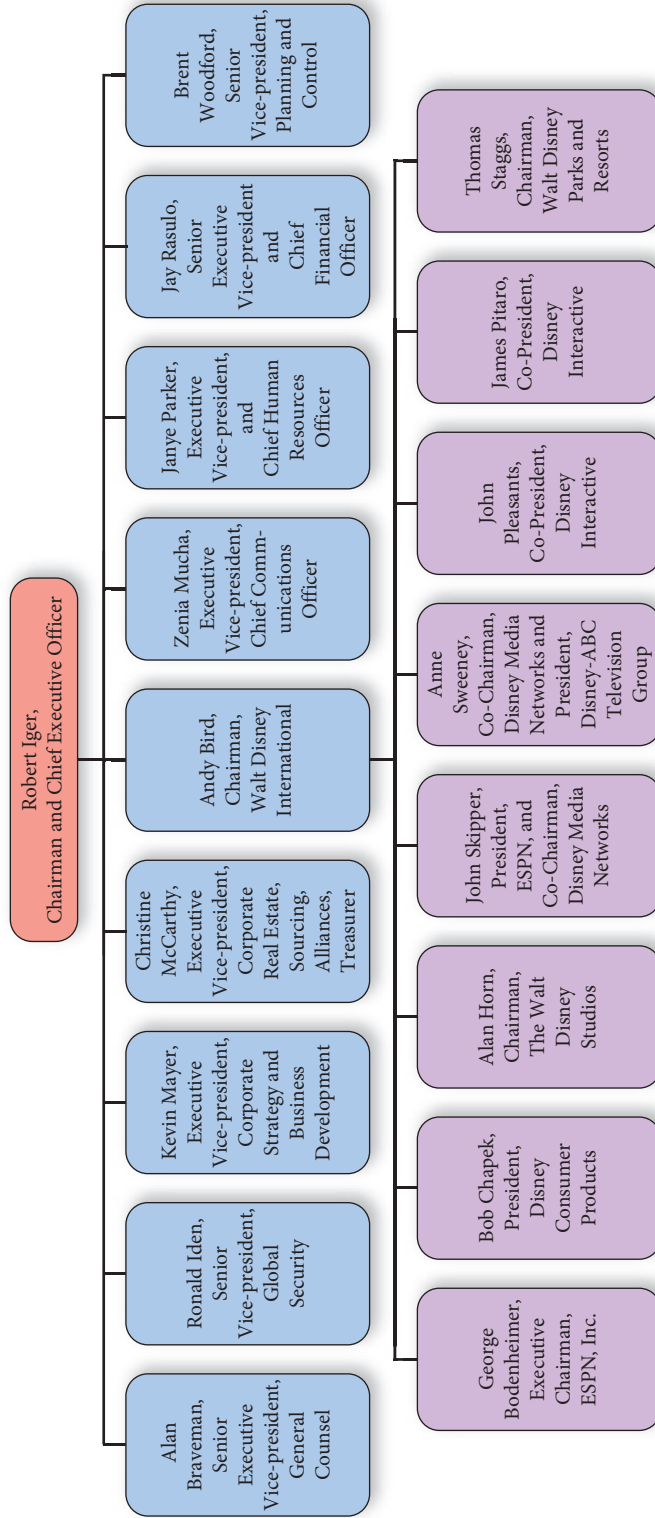 Robert Iger,
Chairman and Chief Executive Officer
Alan
Braveman, Senior
Executive
Vice-president,
General
Counsel
Ronald Iden,
Senior
Vice-president,
Global
Security
Kevin Mayer,
Executive
Vice-president,
Corporate
Strategy and
Business
Development
Christine
McCarthy,
Executive
Vice-president,
Corporate
Real Estate,
Sourcing,
Alliances,
Treasurer
Andy Bird,
Chairman,
Walt Disney
International
Zenia Mucha,
Executive
Vice-president,
Chief Comm-
unications
Officer
Janye Parker,
Executive
Vice-president,
and
Chief Human
Resources
Officer
Jay Rasulo,
Senior
Executive
Vice-president
and
Chief
Financial
Officer
Brent
Woodford,
Senior
Vice-president,
Planning and
Control
George
Bodenheimer,
Executive
Chairman,
ESPN, Inc.
Bob Chapek,
President,
Disney
Consumer
Products
Alan Horn,
Chairman,
The Walt
Disney
Studios
John Skipper,
President,
ESPN, and
Co-Chairman,
Disney Media
Networks
Anne
Sweeney,
Co-Chairman,
Disney Media
Networks and
President,
Disney-ABC
Television
Group
John
Pleasants,
Co-President,
Disney
Interactive
James Pitaro,
Co-President,
Disney
Interactive
Thomas
Staggs,
Chairman,
Walt Disney
Parks and
Resorts